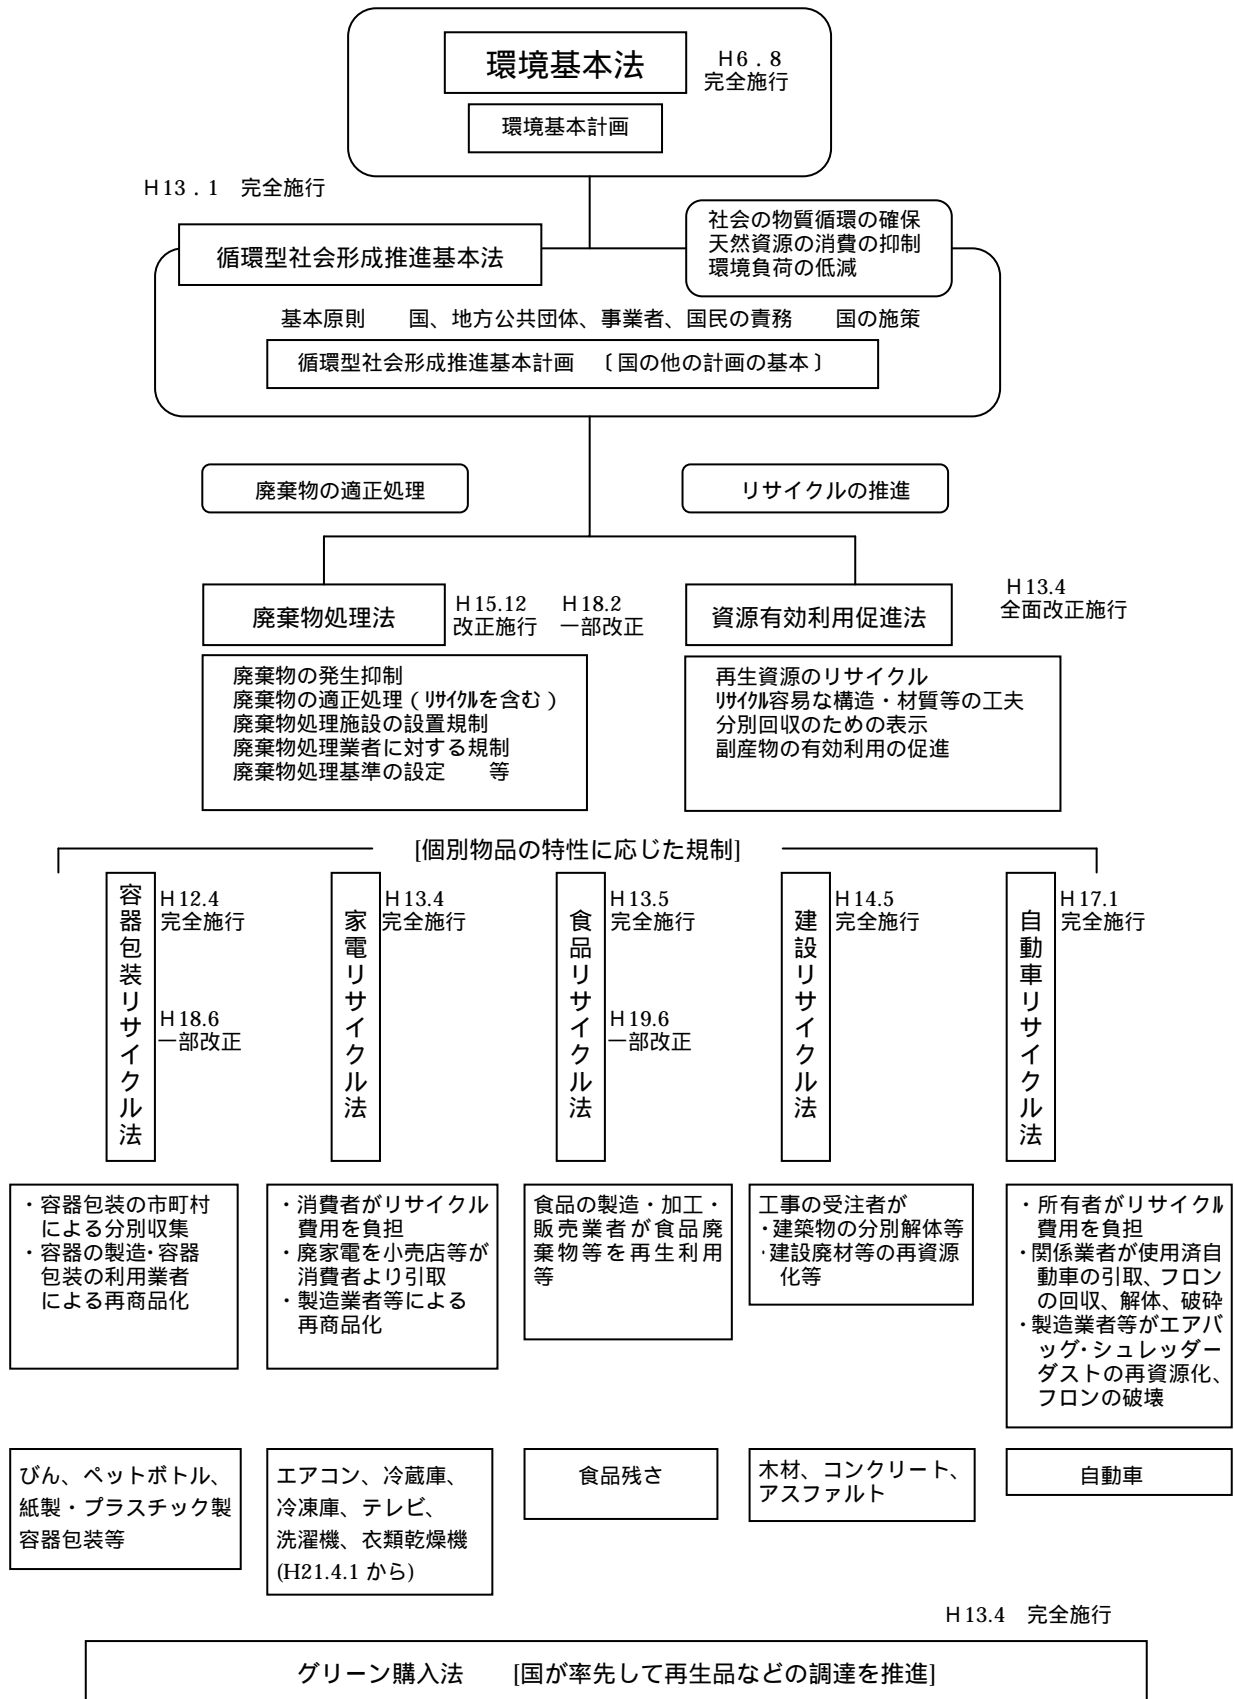 環境基本法
H6．8
完全施行
環境基本計画
H13．1　完全施行
循環型社会形成推進基本法
社会の物質循環の確保
天然資源の消費の抑制
環境負荷の低減
基本原則　　国、地方公共団体、事業者、国民の責務　　国の施策
循環型社会形成推進基本計画　〔国の他の計画の基本〕
廃棄物の適正処理
リサイクルの推進
廃棄物処理法
H15.12
改正施行
H18.2
一部改正
資源有効利用促進法
H13.4
全面改正施行
廃棄物の発生抑制
廃棄物の適正処理（ﾘｻｲｸﾙを含む）
廃棄物処理施設の設置規制
廃棄物処理業者に対する規制
廃棄物処理基準の設定　　等
再生資源のリサイクル
ﾘｻｲｸﾙ容易な構造・材質等の工夫
分別回収のための表示
副産物の有効利用の促進
[個別物品の特性に応じた規制]
容器包装リサイクル法
H12.4
完全施行
H18.6
一部改正
家電リサイクル法
H13.4
完全施行
食品リサイクル法
H13.5
完全施行
H19.6
一部改正
建設リサイクル法
H14.5
完全施行
自動車リサイクル法
H17.1
完全施行
・容器包装の市町村
による分別収集
・容器の製造・容器
包装の利用業者
による再商品化
・消費者がリサイクル
費用を負担
・廃家電を小売店等が
消費者より引取
・製造業者等による
再商品化
食品の製造・加工・
販売業者が食品廃
棄物等を再生利用
等
工事の受注者が
・建築物の分別解体等
・建設廃材等の再資源
化等
・所有者がリサイクル
費用を負担
・関係業者が使用済自
動車の引取、フロン
の回収、解体、破砕
・製造業者等がエアバ
ッグ・シュレッダー
ダストの再資源化、
フロンの破壊
びん、ペットボトル、
紙製・プラスチック製
容器包装等
エアコン、冷蔵庫、
冷凍庫、テレビ、
洗濯機、衣類乾燥機
(H21.4.1 から)
食品残さ
木材、コンクリート、
アスファルト
自動車
H13.4　完全施行
グリーン購入法　　[国が率先して再生品などの調達を推進]